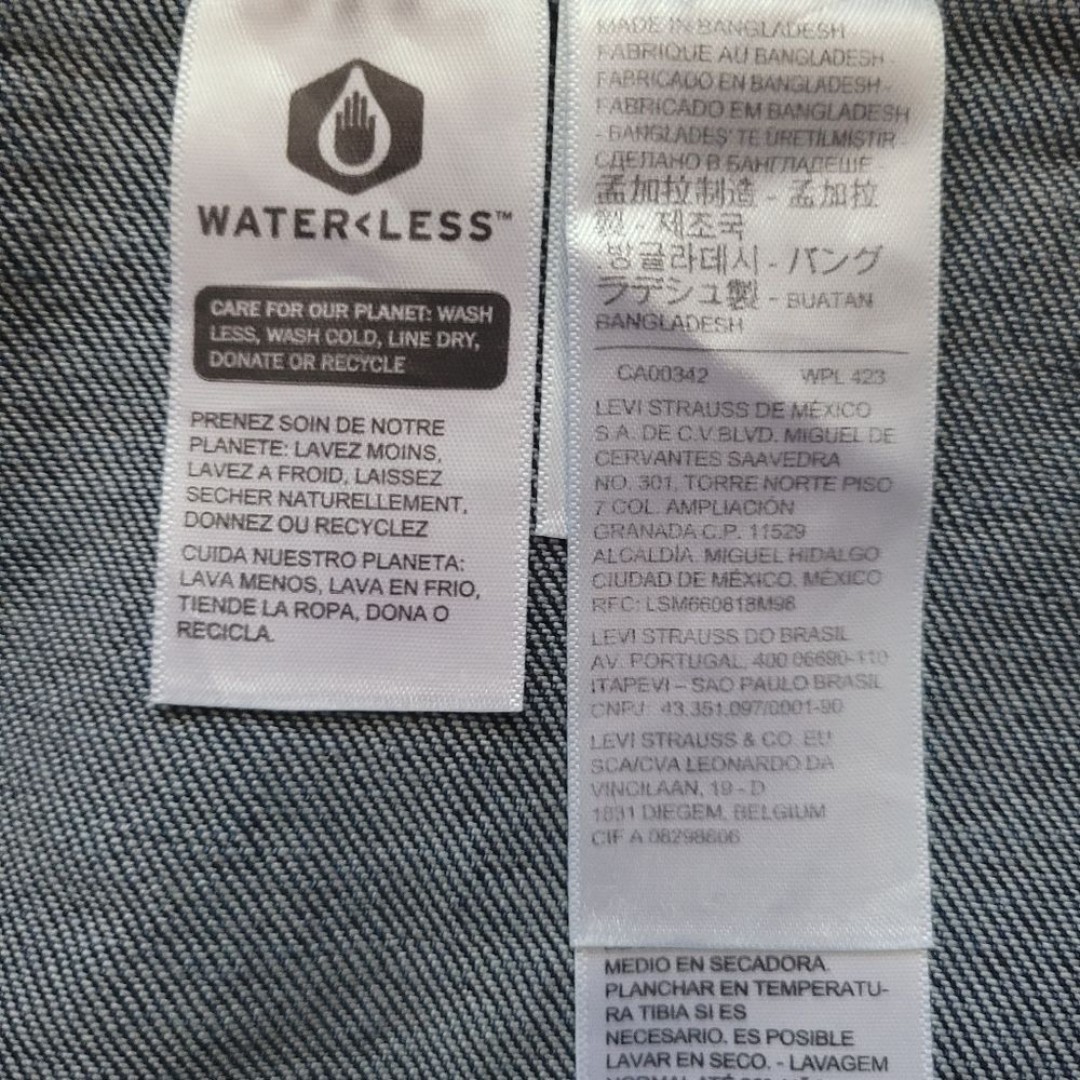 WATER<LESS™
CARE FOR OUR PLANET: WASH
LESS, WASH COLD, LINE DRY,
DONATE OR RECYCLE
PRENEZ SOIN DE NOTRE
PLANETE: LAVEZ MOINS,
LAVEZ A FROID, LAISSEZ
SECHER NATURELLEMENT,
DONNEZ OU RECYCLEZ
CUIDA NUESTRO PLANETA:
LAVA MENOS, LAVA EN FRIO,
TIENDE LA ROPA, DONA O
RECICLA.
MADE IN BANGLADESH
FABRIQUE AU BANGLADESH -
FABRICADO EN BANGLADESH -
FABRICADO EM BANGLADESH
- BANGLADEŞ'TE ÜRETİLMİŞTİR -
СДЕЛАНО В БАНГЛАДЕШЕ
孟加拉制造 - 孟加拉
製 - 제조국
:방글라데시 - バング
ラデシュ製 - BUATAN
BANGLADESH
CA00342 WPL 423
LEVI STRAUSS DE MÉXICO
S.A. DE C.V.BLVD. MIGUEL DE
CERVANTES SAAVEDRA
NO. 301, TORRE NORTE PISO
7 COL. AMPLIACIÓN
GRANADA C.P. 11529
ALCALDÍA. MIGUEL HIDALGO
CIUDAD DE MÉXICO. MÉXICO
RFC: LSM660818M98
LEVI STRAUSS DO BRASIL
AV. PORTUGAL, 400 06690-110
ITAPEVI – SAO PAULO BRASIL
CNPJ: 43.351.097/0001-90
LEVI STRAUSS & CO. EU
SCA/CVA LEONARDO DA
VINCILAAN, 19 - D
1831 DIEGEM, BELGIUM
CIF A 08298606
MEDIO EN SECADORA.
PLANCHAR EN TEMPERATU-
RA TIBIA SI ES
NECESARIO. ES POSIBLE
LAVAR EN SECO. - LAVAGEM